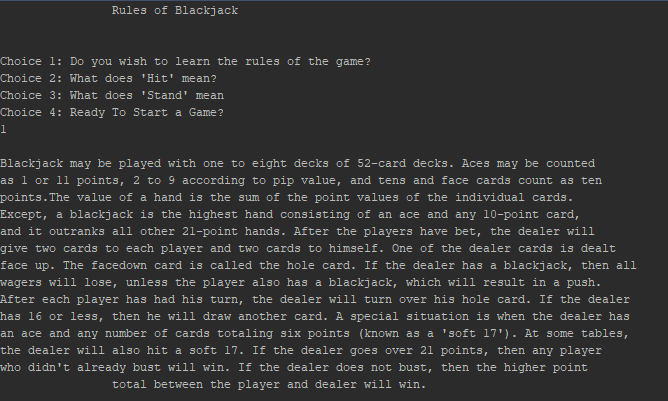 Rules of Blackjack
Choice 1: Do you wish to learn the rules of the game?
Choice 2: What does 'Hit' mean?
Choice 3: What does 'Stand' mean
Choice 4: Ready To Start a Game?
1
Blackjack may be played with one to eight decks of 52-card decks. Aces may be counted
as 1 or 11 points, 2 to 9 according to pip value, and tens and face cards count as ten
points.The value of a hand is the sum of the point values of the individual cards.
Except, a blackjack is the highest hand consisting of an ace and any 10-point card,
and it outranks all other 21-point hands. After the players have bet, the dealer will
give two cards to each player and two cards to himself. One of the dealer cards is dealt
face up. The facedown card is called the hole card. If the dealer has a blackjack, then all
wagers will lose, unless the player also has a blackjack, which will result in a push.
After each player has had his turn, the dealer will turn over his hole card. If the dealer
has 16 or less, then he will draw another card. A special situation is when the dealer has
an ace and any number of cards totaling six points (known as a 'soft 17'). At some tables,
the dealer will also hit a soft 17. If the dealer goes over 21 points, then any player
who didn't already bust will win. If the dealer does not bust, then the higher point
total between the player and dealer will win.